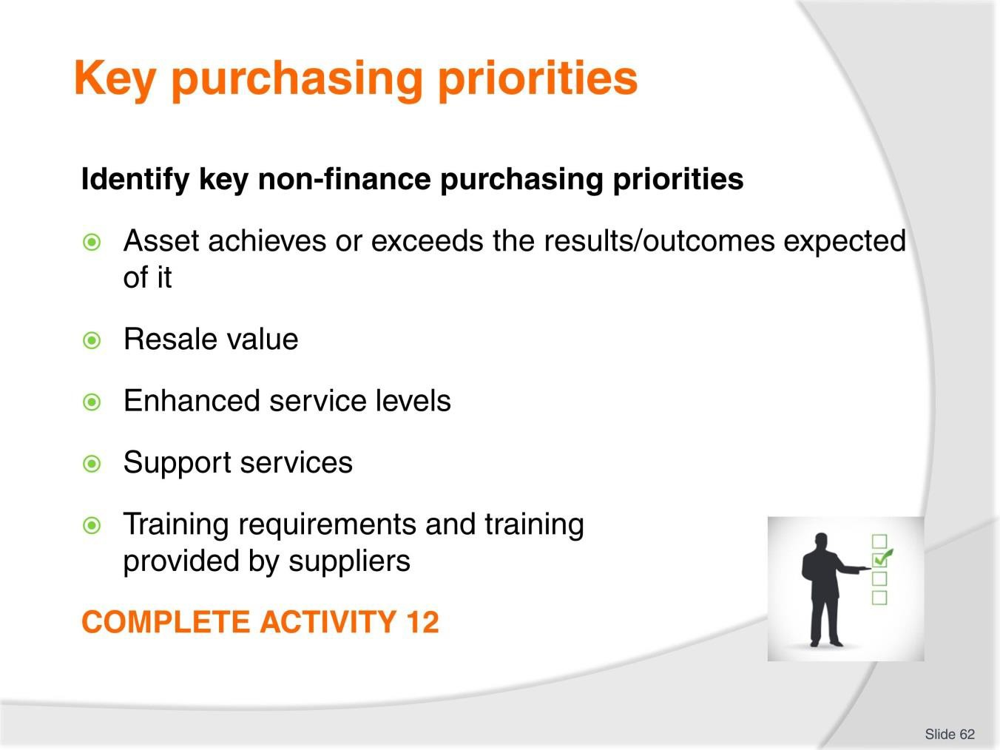 Key purchasing priorities
Identify key non-finance purchasing priorities
Asset achieves or exceeds the results/outcomes expected
of it
Resale value
Enhanced service levels
Support services
Training requirements and training
provided by suppliers
COMPLETE ACTIVITY 12
Slide 62